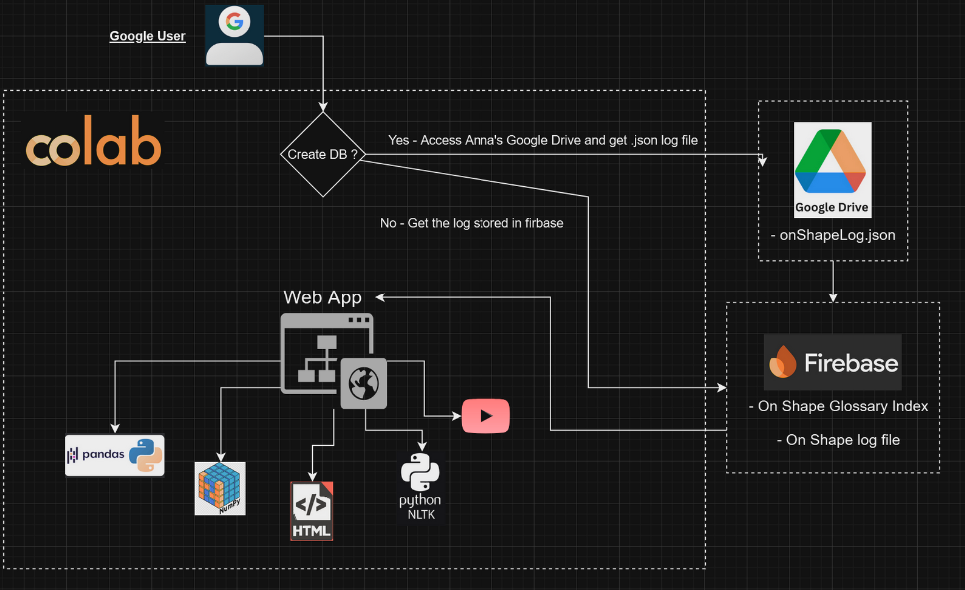 Google User
colab
Create DB ?
Yes - Access Anna's Google Drive and get .json log file
Google Drive
- onShapeLog.json
No - Get the log stored in firbase
Web App
Firebase
- On Shape Glossary Index
- On Shape log file
pandas
NumPy
</>
HTML
python
NLTK